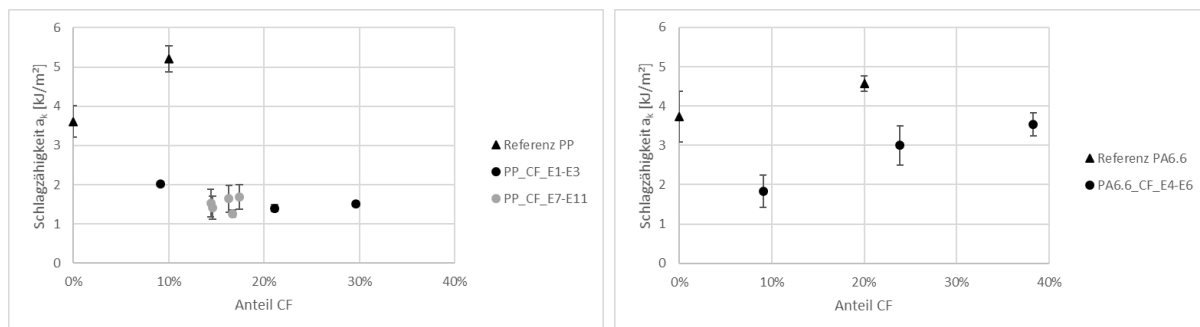 6
5
4
3
2
1
0
0%
10%
20%
30%
40%
Schlagzähigkeit aₖ [kJ/m²]
Anteil CF
Referenz PP
PP_CF_E1-E3
PP_CF_E7-E11
6
5
4
3
2
1
0
0%
10%
20%
30%
40%
Schlagzähigkeit aₖ [kJ/m²]
Anteil CF
Referenz PA6.6
PA6.6_CF_E4-E6